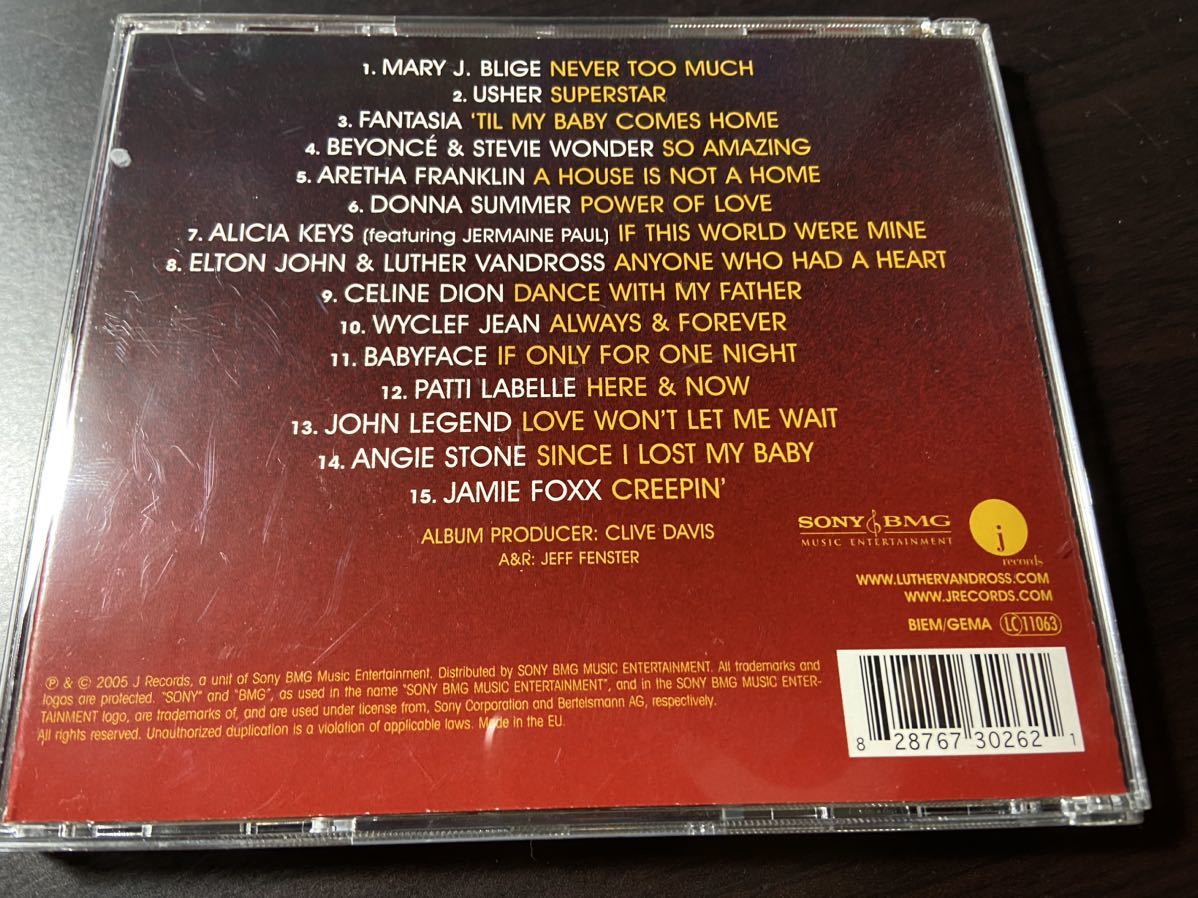 1. MARY J. BLIGE NEVER TOO MUCH
2. USHER SUPERSTAR
3. FANTASIA 'TIL MY BABY COMES HOME
4. BEYONCÉ & STEVIE WONDER SO AMAZING
5. ARETHA FRANKLIN A HOUSE IS NOT A HOME
6. DONNA SUMMER POWER OF LOVE
7. ALICIA KEYS (featuring JERMAINE PAUL) IF THIS WORLD WERE MINE
8. ELTON JOHN & LUTHER VANDROSS ANYONE WHO HAD A HEART
9. CELINE DION DANCE WITH MY FATHER
10. WYCLEF JEAN ALWAYS & FOREVER
11. BABYFACE IF ONLY FOR ONE NIGHT
12. PATTI LABELLE HERE & NOW
13. JOHN LEGEND LOVE WON'T LET ME WAIT
14. ANGIE STONE SINCE I LOST MY BABY
15. JAMIE FOXX CREEPIN'
ALBUM PRODUCER: CLIVE DAVIS
A&R: JEFF FENSTER
SONY BMG
MUSIC ENTERTAINMENT
j
records
WWW.LUTHERVANDROSS.COM
WWW.JRECORDS.COM
BIEM/GEMA LC 11063
℗ & © 2005 J Records, a unit of Sony BMG Music Entertainment. Distributed by SONY BMG MUSIC ENTERTAINMENT. All trademarks and
logos are protected. "SONY" and "BMG", as used in the name "SONY BMG MUSIC ENTERTAINMENT", and in the SONY BMG MUSIC ENTER-
TAINMENT logo, are trademarks of, and are used under license from, Sony Corporation and Bertelsmann AG, respectively.
All rights reserved. Unauthorized duplication is a violation of applicable laws. Made in the EU.
8 28767 30262 1